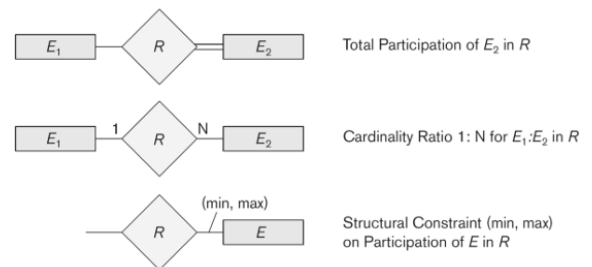 E₁ R E₂ Total Participation of E₂ in R
E₁ 1 R N E₂ Cardinality Ratio 1: N for E₁:E₂ in R
(min, max)
R E Structural Constraint (min, max)
on Participation of E in R